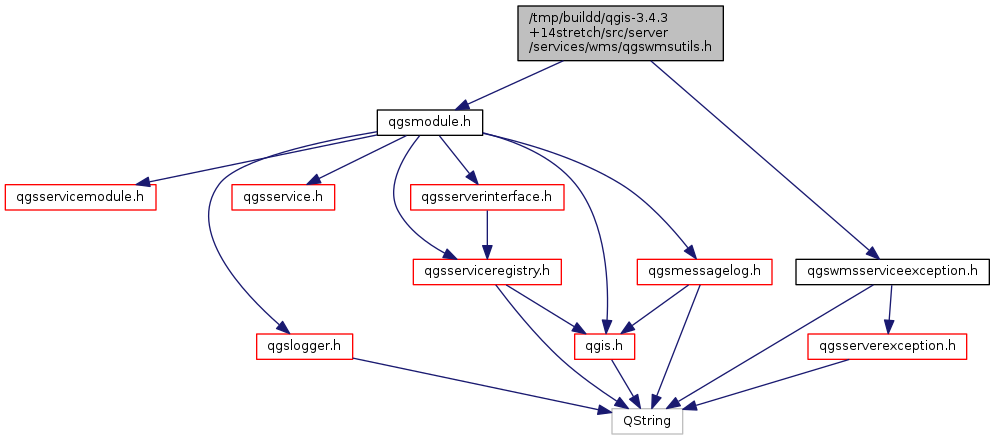 /tmp/buildd/qgis-3.4.3
+14stretch/src/server
/services/wms/qgswmsutils.h
qgsmodule.h
qgsservicemodule.h
qgsservice.h
qgsserverinterface.h
qgsserviceregistry.h
qgsmessagelog.h
qgswmsserviceexception.h
qgslogger.h
qgis.h
qgsserverexception.h
QString